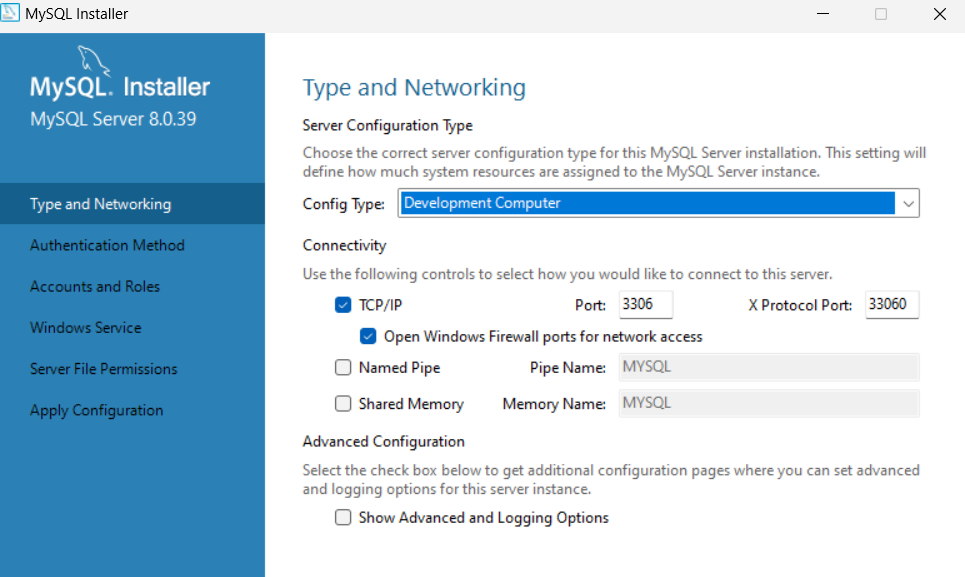 MySQL Installer
MySQL. Installer
MySQL Server 8.0.39
Type and Networking
Authentication Method
Accounts and Roles
Windows Service
Server File Permissions
Apply Configuration
Type and Networking
Server Configuration Type
Choose the correct server configuration type for this MySQL Server installation. This setting will
define how much system resources are assigned to the MySQL Server instance.
Config Type: Development Computer
Connectivity
Use the following controls to select how you would like to connect to this server.
TCP/IP Port: 3306 X Protocol Port: 33060
Open Windows Firewall ports for network access
Named Pipe Pipe Name: MYSQL
Shared Memory Memory Name: MYSQL
Advanced Configuration
Select the check box below to get additional configuration pages where you can set advanced
and logging options for this server instance.
Show Advanced and Logging Options